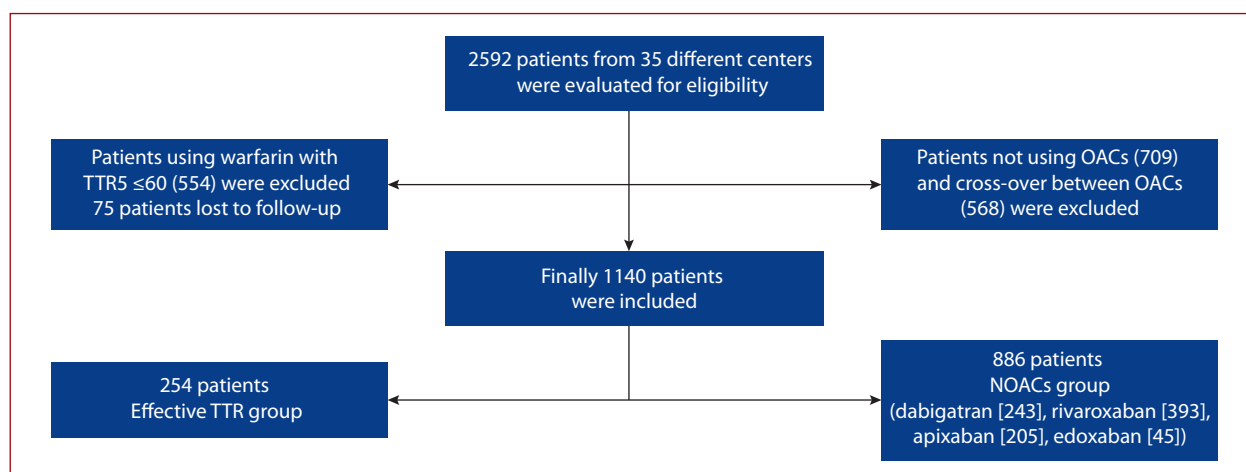 2592 patients from 35 different centers
were evaluated for eligibility
Patients using warfarin with
TTR5 ≤60 (554) were excluded
75 patients lost to follow-up
Patients not using OACs (709)
and cross-over between OACs
(568) were excluded
Finally 1140 patients
were included
254 patients
Effective TTR group
886 patients
NOACs group
(dabigatran [243], rivaroxaban [393],
apixaban [205], edoxaban [45])